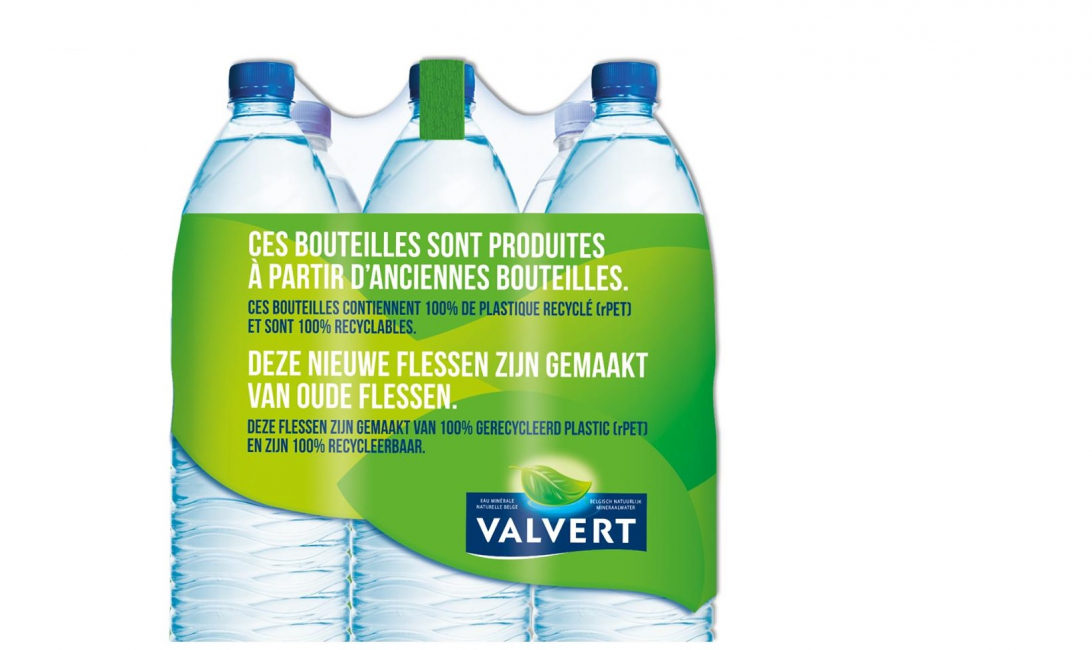 CES BOUTEILLES SONT PRODUITES
À PARTIR D'ANCIENNES BOUTEILLES.
CES BOUTEILLES CONTIENNENT 100% DE PLASTIQUE RECYCLÉ (rPET)
ET SONT 100% RECYCLABLES.
DEZE NIEUWE FLESSEN ZIJN GEMAAKT
VAN OUDE FLESSEN.
DEZE FLESSEN ZIJN GEMAAKT VAN 100% GERECYCLEERD PLASTIC (rPET)
EN ZIJN 100% RECYCLEERBAAR.
EAU MINÉRALE
NATURELLE BELGE
BELGISCH NATUURLIJK
MINERAALWATER
VALVERT